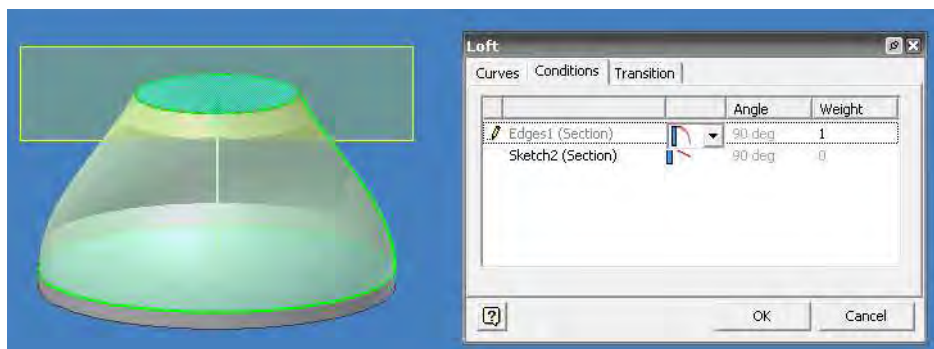 Loft
Curves Conditions Transition
Angle Weight
Edges1 (Section) 90 deg 1
Sketch2 (Section) 90 deg 0
? OK Cancel